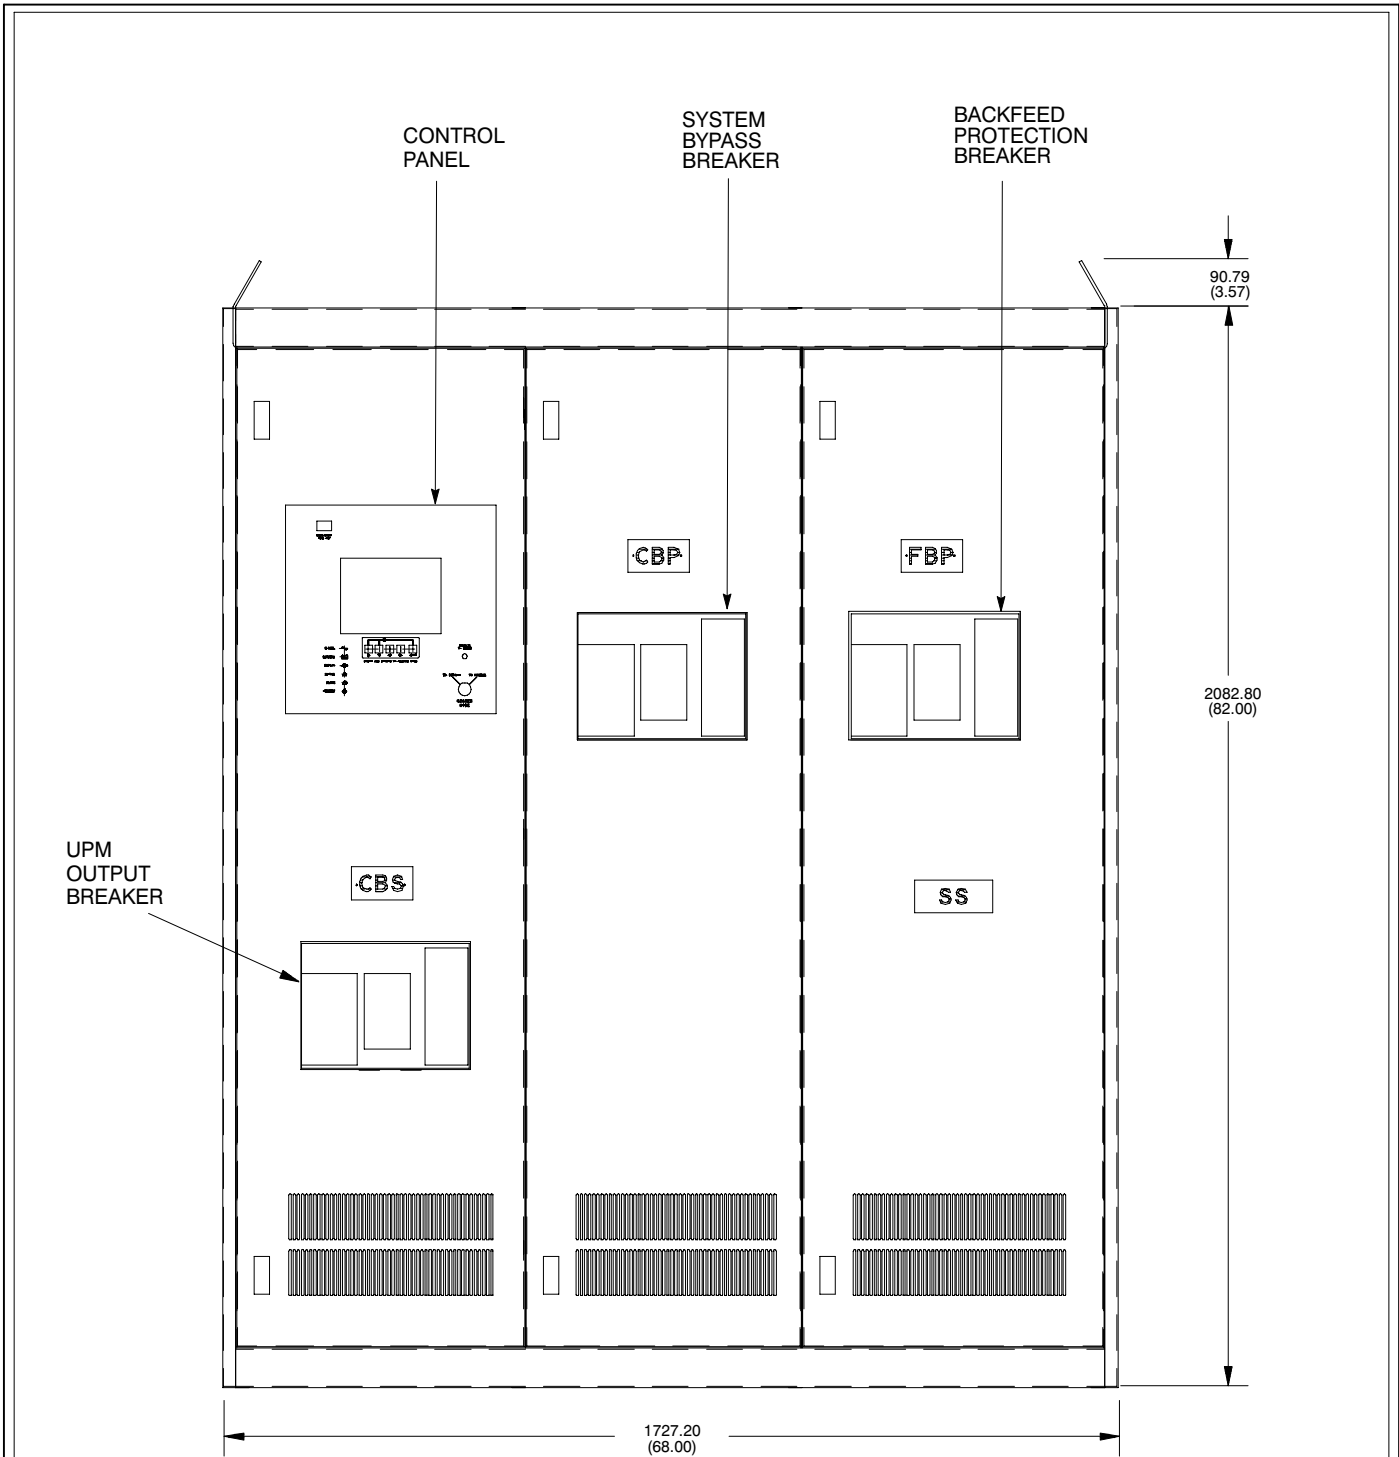 CONTROL
PANEL
SYSTEM
BYPASS
BREAKER
BACKFEED
PROTECTION
BREAKER
90.79
(3.57)
CBP
FBP
2082.80
(82.00)
UPM
OUTPUT
BREAKER
CBS
SS
1727.20
(68.00)